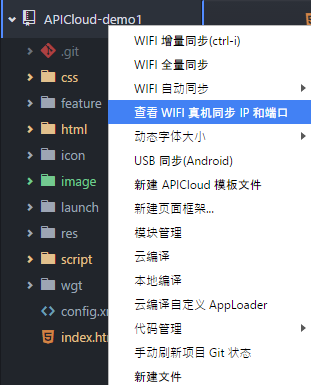 APICloud-demo1
.git
css
feature
html
icon
image
launch
res
script
wgt
config.x
index.ht
WIFI 增量同步(ctrl-i)
WIFI 全量同步
WIFI 自动同步
查看 WIFI 真机同步 IP 和端口
动态字体大小
USB 同步(Android)
新建 APICloud 模板文件
新建页面框架...
模块管理
云编译
本地编译
云编译自定义 AppLoader
代码管理
手动刷新项目 Git 状态
新建文件